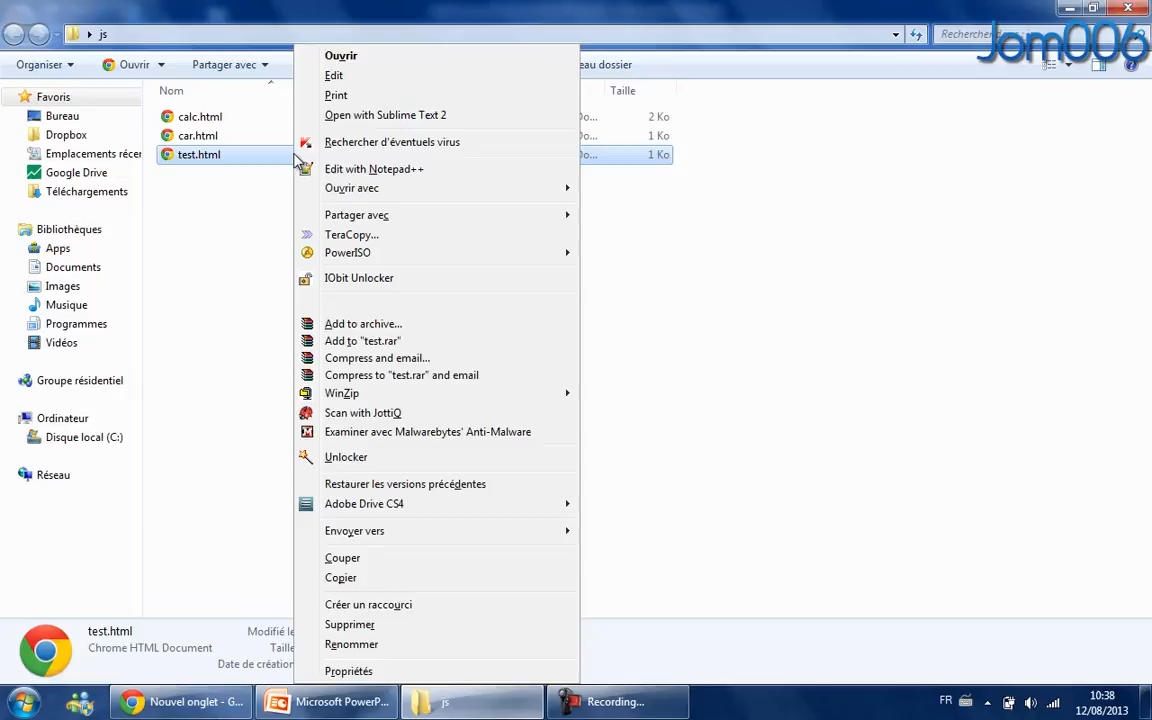 js
Recherche
Jom006
Organiser
Ouvrir
Partager avec
eau dossier
Nom
Taille
Favoris
Bureau
Dropbox
Emplacements récer
Google Drive
Téléchargements
Bibliothèques
Apps
Documents
Images
Musique
Programmes
Vidéos
Groupe résidentiel
Ordinateur
Disque local (C:)
Réseau
calc.html
Do...
2 Ko
car.html
Do...
1 Ko
test.html
Do...
1 Ko
Ouvrir
Edit
Print
Open with Sublime Text 2
Rechercher d'éventuels virus
Edit with Notepad++
Ouvrir avec
Partager avec
TeraCopy...
PowerISO
IObit Unlocker
Add to archive...
Add to "test.rar"
Compress and email...
Compress to "test.rar" and email
WinZip
Scan with JottiQ
Examiner avec Malwarebytes' Anti-Malware
Unlocker
Restaurer les versions précédentes
Adobe Drive CS4
Envoyer vers
Couper
Copier
Créer un raccourci
Supprimer
Renommer
Propriétés
test.html
Chrome HTML Document
Modifié le
Taille
Date de création
Nouvel onglet - G...
Microsoft PowerP...
js
Recording...
FR
10:38
12/08/2013